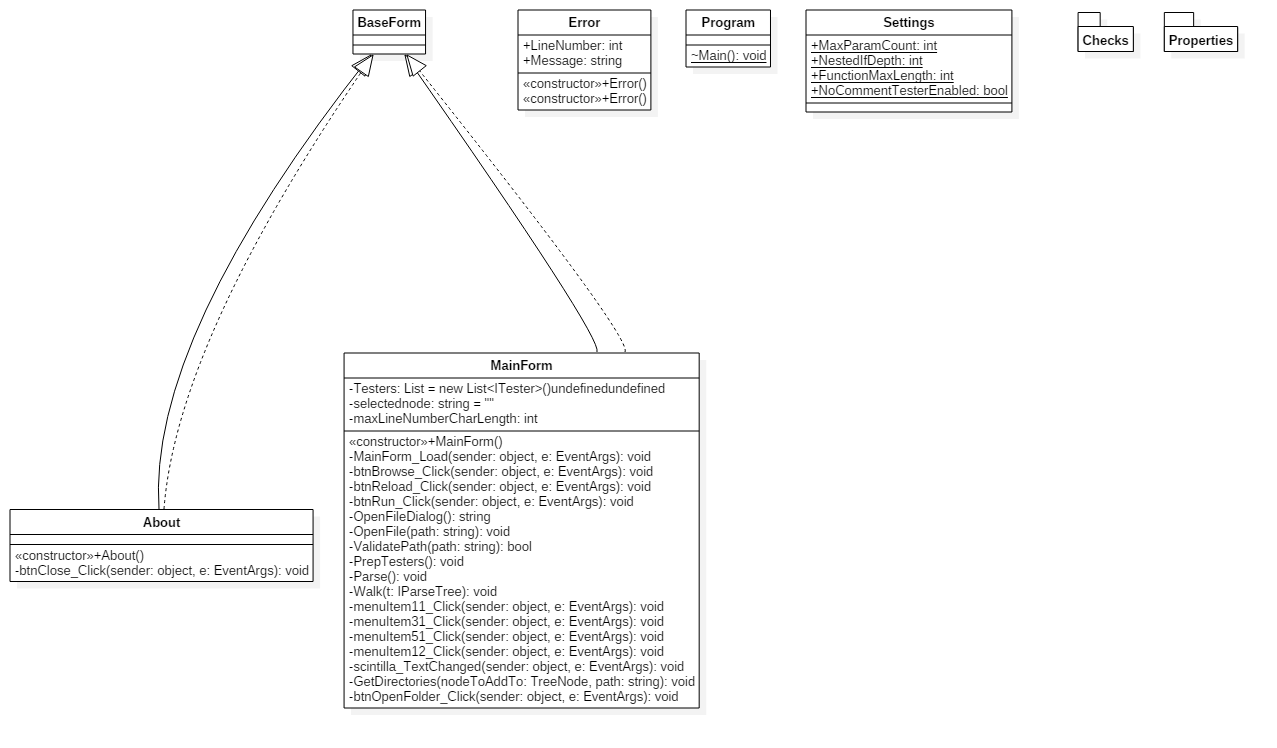 BaseForm
Error
+LineNumber: int
+Message: string
«constructor»+Error()
«constructor»+Error()
Program
~Main(): void
Settings
+MaxParamCount: int
+NestedIfDepth: int
+FunctionMaxLength: int
+NoCommentTesterEnabled: bool
Checks
Properties
About
«constructor»+About()
-btnClose_Click(sender: object, e: EventArgs): void
MainForm
-Testers: List = new List<ITester>()undefinedundefined
-selectednode: string = ""
-maxLineNumberCharLength: int
«constructor»+MainForm()
-MainForm_Load(sender: object, e: EventArgs): void
-btnBrowse_Click(sender: object, e: EventArgs): void
-btnReload_Click(sender: object, e: EventArgs): void
-btnRun_Click(sender: object, e: EventArgs): void
-OpenFileDialog(): string
-OpenFile(path: string): void
-ValidatePath(path: string): bool
-PrepTesters(): void
-Parse(): void
-Walk(t: IParseTree): void
-menuItem11_Click(sender: object, e: EventArgs): void
-menuItem31_Click(sender: object, e: EventArgs): void
-menuItem51_Click(sender: object, e: EventArgs): void
-menuItem12_Click(sender: object, e: EventArgs): void
-scintilla_TextChanged(sender: object, e: EventArgs): void
-GetDirectories(nodeToAddTo: TreeNode, path: string): void
-btnOpenFolder_Click(sender: object, e: EventArgs): void